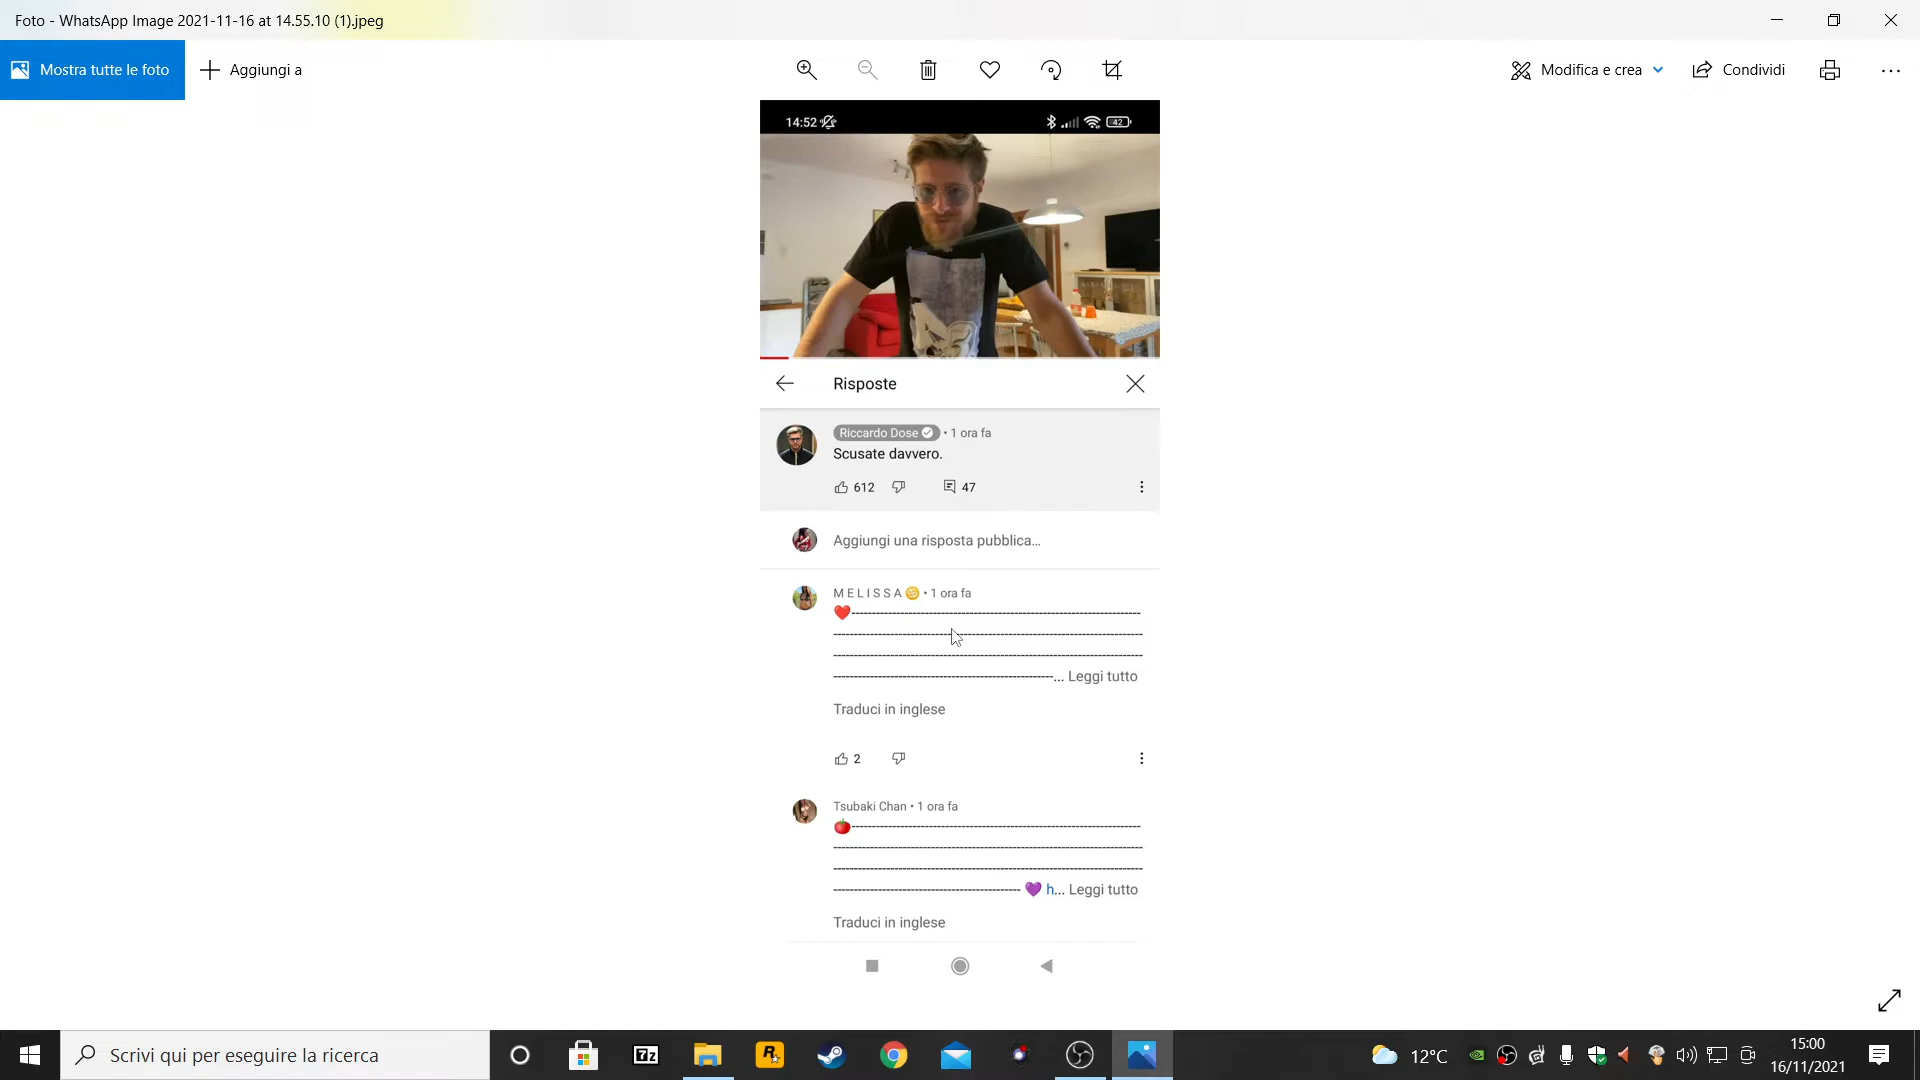 Foto - WhatsApp Image 2021-11-16 at 14.55.10 (1).jpeg
Mostra tutte le foto
Aggiungi a
Modifica e crea
Condividi
14:52
42
Risposte
Riccardo Dose • 1 ora fa
Scusate davvero.
612
47
Aggiungi una risposta pubblica...
M E L I S S A ♋ • 1 ora fa
❤️--------------------------------------------------------------------
-------------------------------------------------------------------------
-------------------------------------------------------------------------
----------------------------------------------------... Leggi tutto
Traduci in inglese
2
Tsubaki Chan • 1 ora fa
🍅--------------------------------------------------------------------
-------------------------------------------------------------------------
-------------------------------------------------------------------------
-------------------------------------------- 💜 h... Leggi tutto
Traduci in inglese
Scrivi qui per eseguire la ricerca
7z
R
12°C
15:00
16/11/2021